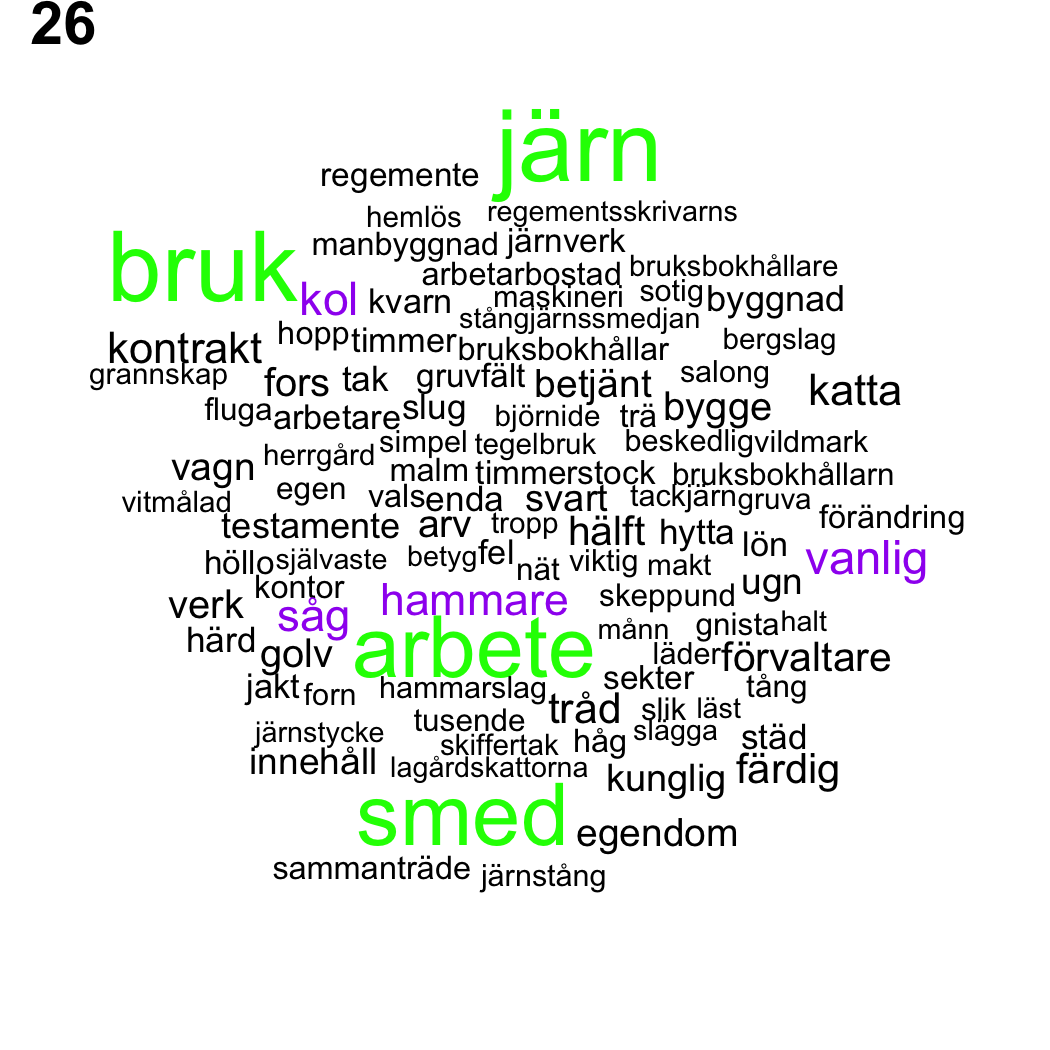 26
järn
regemente
hemlös regementsskrivarns
bruk manbyggnad järnverk
arbetarbostad bruksbokhållare
kol kvarn maskineri sotig byggnad
stångjärnssmedjan
kontrakt hopp timmer bruksbokhållar bergslag
grannskap fors tak gruvfält betjänt salong katta
fluga arbetare slug björnide trä bygge
simpel tegelbruk beskedlig vildmark
vagn herrgård malm timmerstock bruksbokhållarn
vitmålad egen vals enda svart tackjärn gruva
testamente arv tropp hälft hytta lön förändring
höllo självaste betyg fel nät viktig makt vanlig
kontor ugn
verk såg hammare skeppund
härd arbete månn gnista halt
golv läder förvaltare
jakt forn hammarslag sekter tång
tusende tråd slik läst
järnstycke skiffertak håg slägga städ
innehåll lagårdskattorna kunglig färdig
smed egendom
sammanträde järnstång